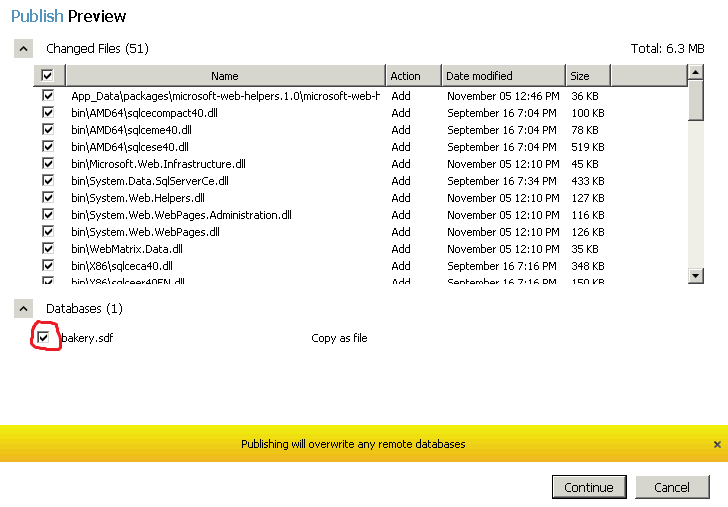 Publish Preview
Changed Files (51) Total: 6.3 MB
Name Action Date modified Size
App_Data\packages\microsoft-web-helpers.1.0\microsoft-web-h Add November 05 12:46 PM 36 KB
bin\AMD64\sqlcecompact40.dll Add September 16 7:04 PM 100 KB
bin\AMD64\sqlceme40.dll Add September 16 7:04 PM 78 KB
bin\AMD64\sqlcese40.dll Add September 16 7:04 PM 519 KB
bin\Microsoft.Web.Infrastructure.dll Add November 05 12:10 PM 45 KB
bin\System.Data.SqlServerCe.dll Add September 16 7:34 PM 433 KB
bin\System.Web.Helpers.dll Add November 05 12:10 PM 127 KB
bin\System.Web.WebPages.Administration.dll Add November 05 12:10 PM 116 KB
bin\System.Web.WebPages.dll Add November 05 12:10 PM 126 KB
bin\WebMatrix.Data.dll Add November 05 12:10 PM 35 KB
bin\X86\sqlceca40.dll Add September 16 7:16 PM 348 KB
bin\X86\sqlceer40EN.dll Add September 16 7:16 PM 150 KB
Databases (1)
bakery.sdf Copy as file
Publishing will overwrite any remote databases
Continue Cancel